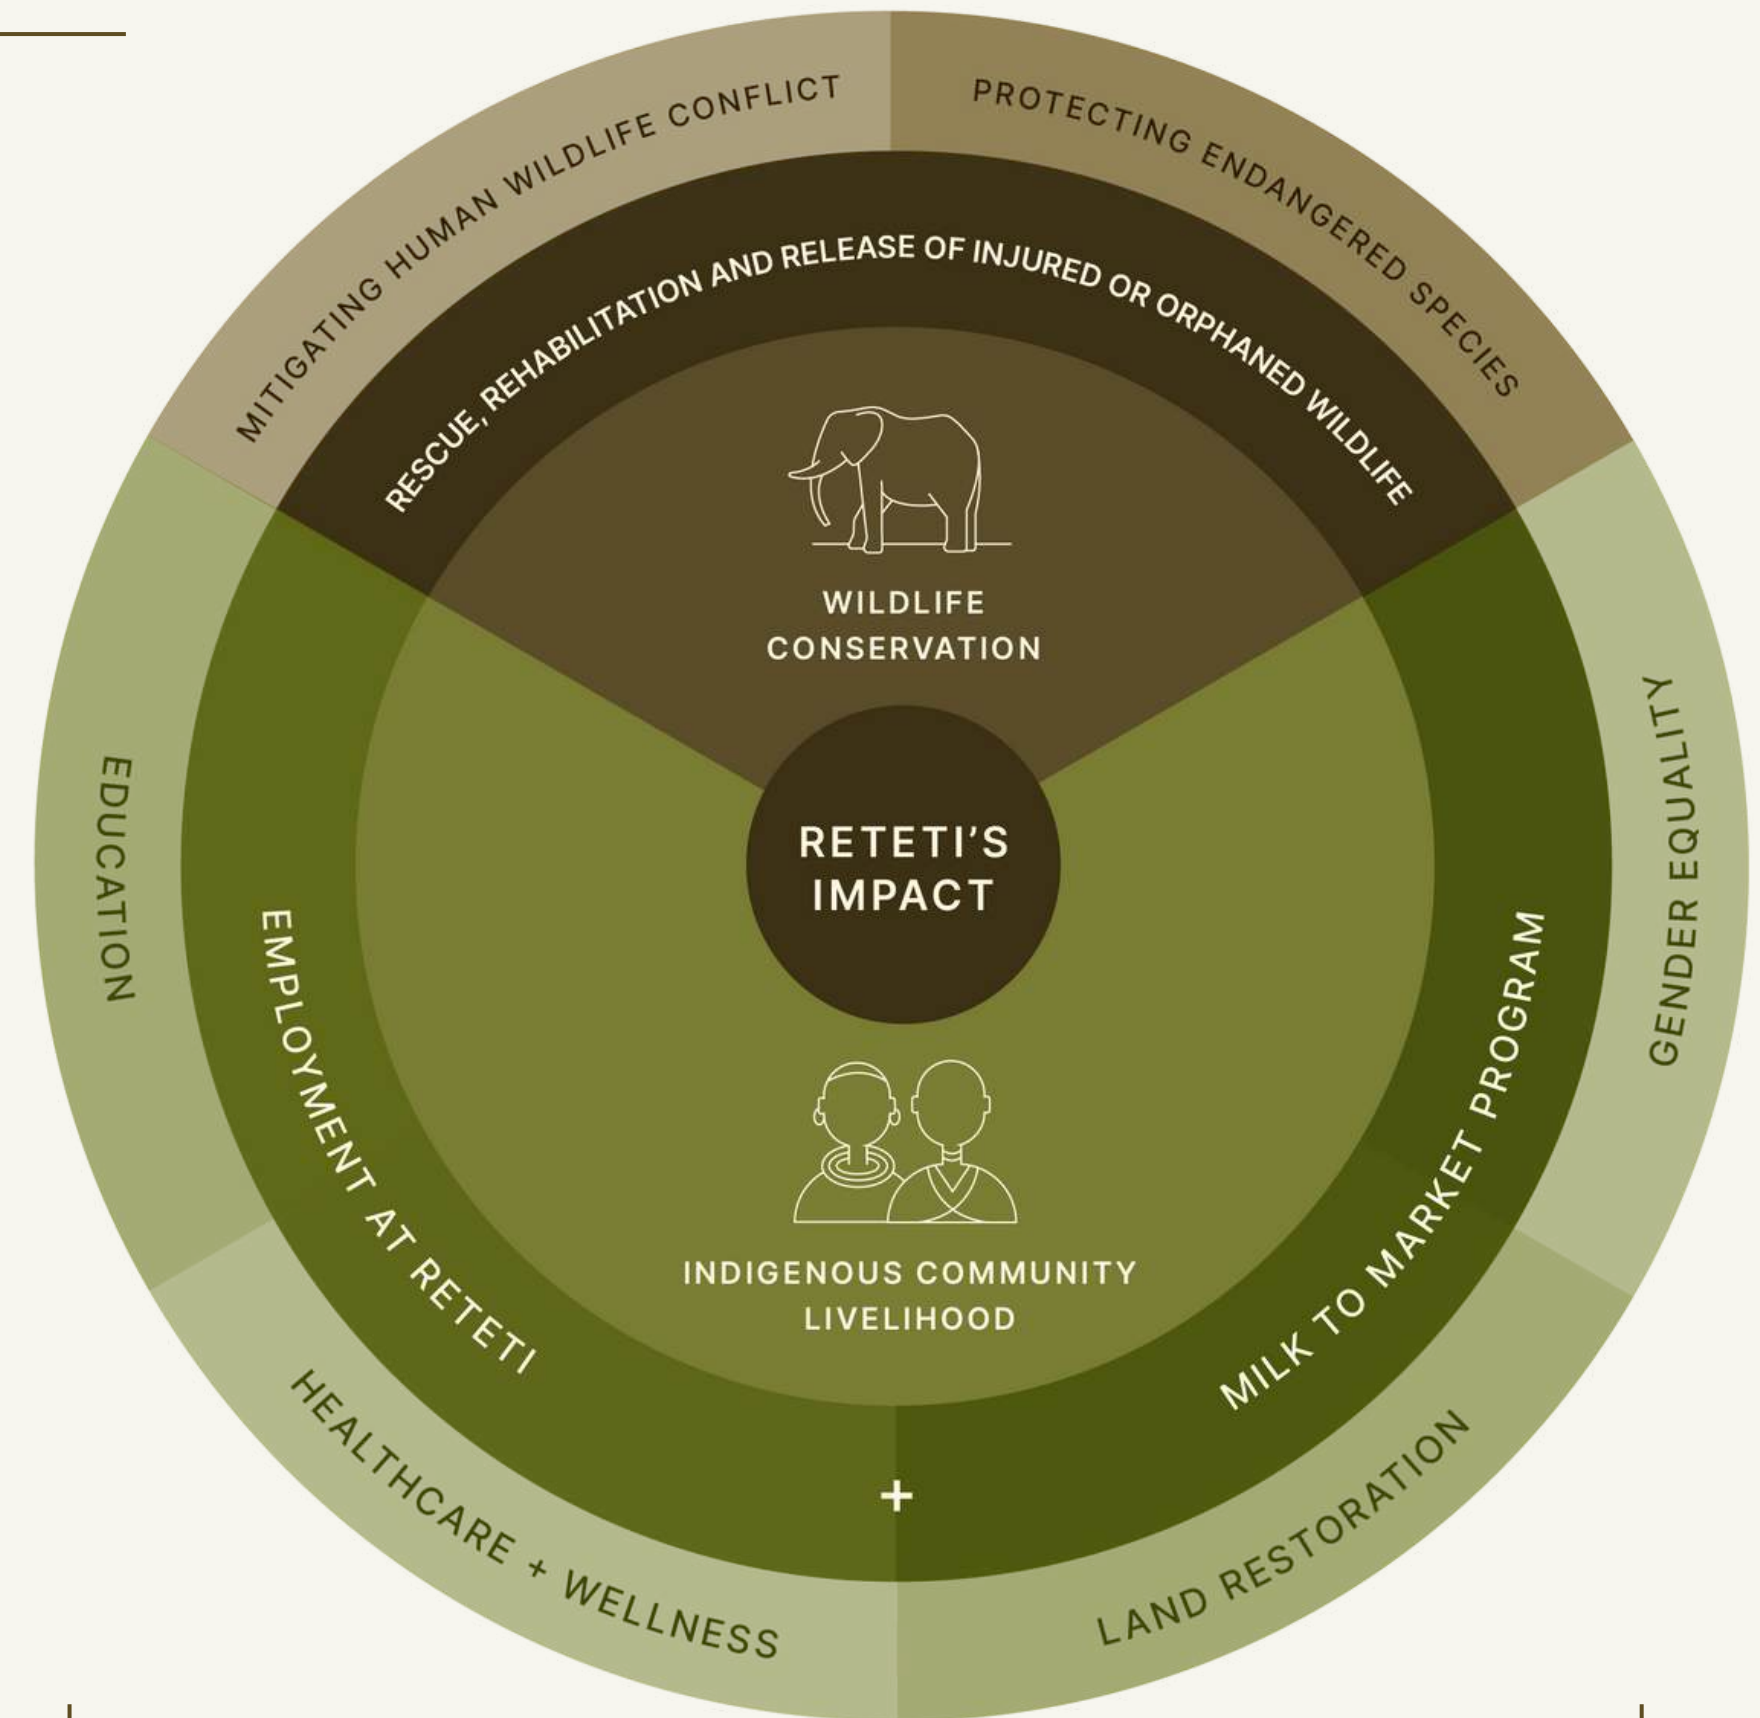 MITIGATING HUMAN WILDLIFE CONFLICT
PROTECTING ENDANGERED SPECIES
RESCUE, REHABILITATION AND RELEASE OF INJURED OR ORPHANED WILDLIFE
WILDLIFE
CONSERVATION
RETETI’S
IMPACT
EDUCATION
GENDER EQUALITY
EMPLOYMENT AT RETETI
+
MILK TO MARKET PROGRAM
INDIGENOUS COMMUNITY
LIVELIHOOD
HEALTHCARE + WELLNESS
LAND RESTORATION